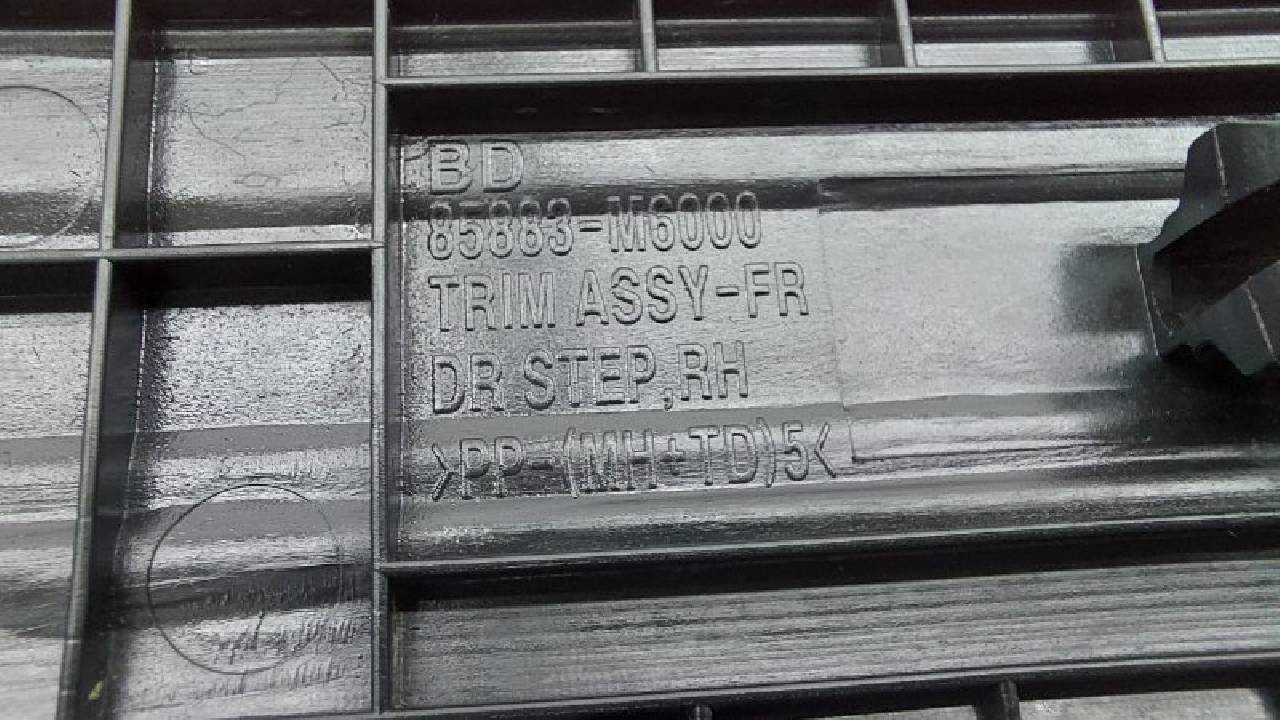 BD
85883-M6000
TRIM ASSY-FR
DR STEP,RH
>PP-(MH+TD)5<